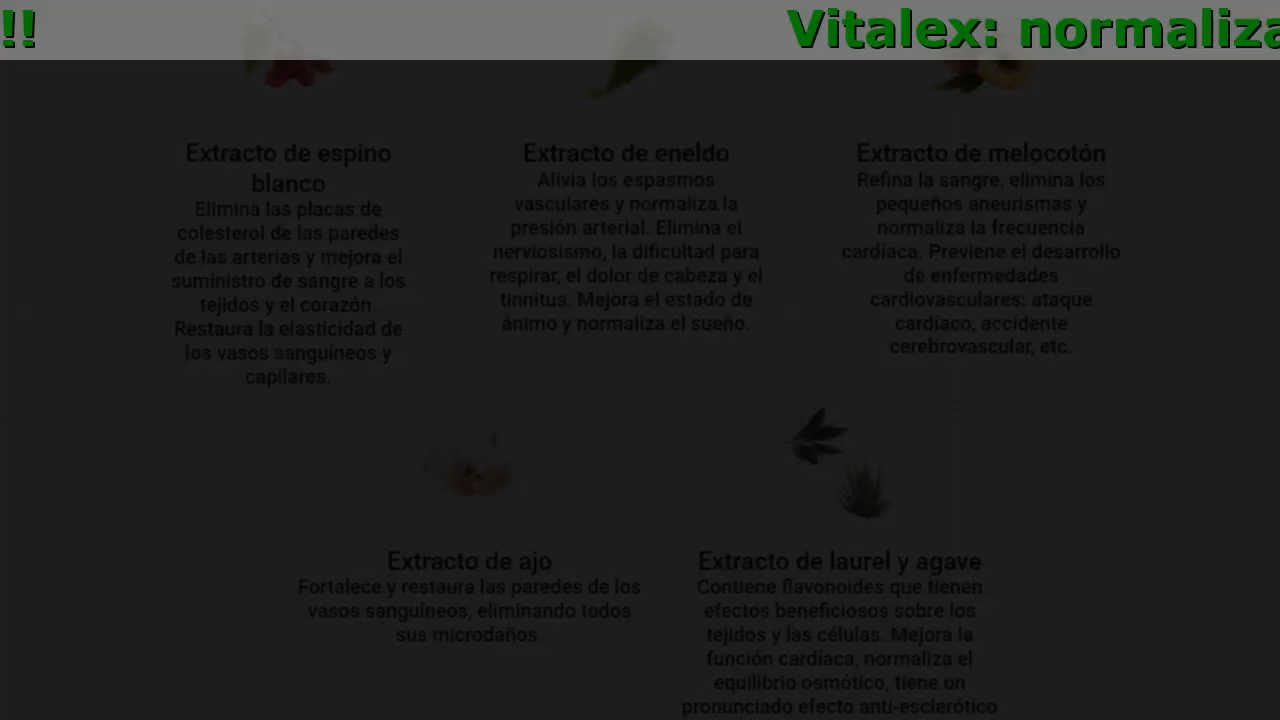 !! Vitalex: normaliza
Extracto de espino
blanco
Elimina las placas de
colesterol de las paredes
de las arterias y mejora el
suministro de sangre a los
tejidos y el corazón.
Restaura la elasticidad de
los vasos sanguíneos y
capilares.
Extracto de eneldo
Alivia los espasmos
vasculares y normaliza la
presión arterial. Elimina el
nerviosismo, la dificultad para
respirar, el dolor de cabeza y el
tinnitus. Mejora el estado de
ánimo y normaliza el sueño.
Extracto de melocotón
Refina la sangre, elimina los
pequeños aneurismas y
normaliza la frecuencia
cardíaca. Previene el desarrollo
de enfermedades
cardiovasculares: ataque
cardíaco, accidente
cerebrovascular, etc.
Extracto de ajo
Fortalece y restaura las paredes de los
vasos sanguíneos, eliminando todos
sus microdaños.
Extracto de laurel y agave
Contiene flavonoides que tienen
efectos beneficiosos sobre los
tejidos y las células. Mejora la
función cardíaca, normaliza el
equilibrio osmótico, tiene un
pronunciado efecto anti-esclerótico